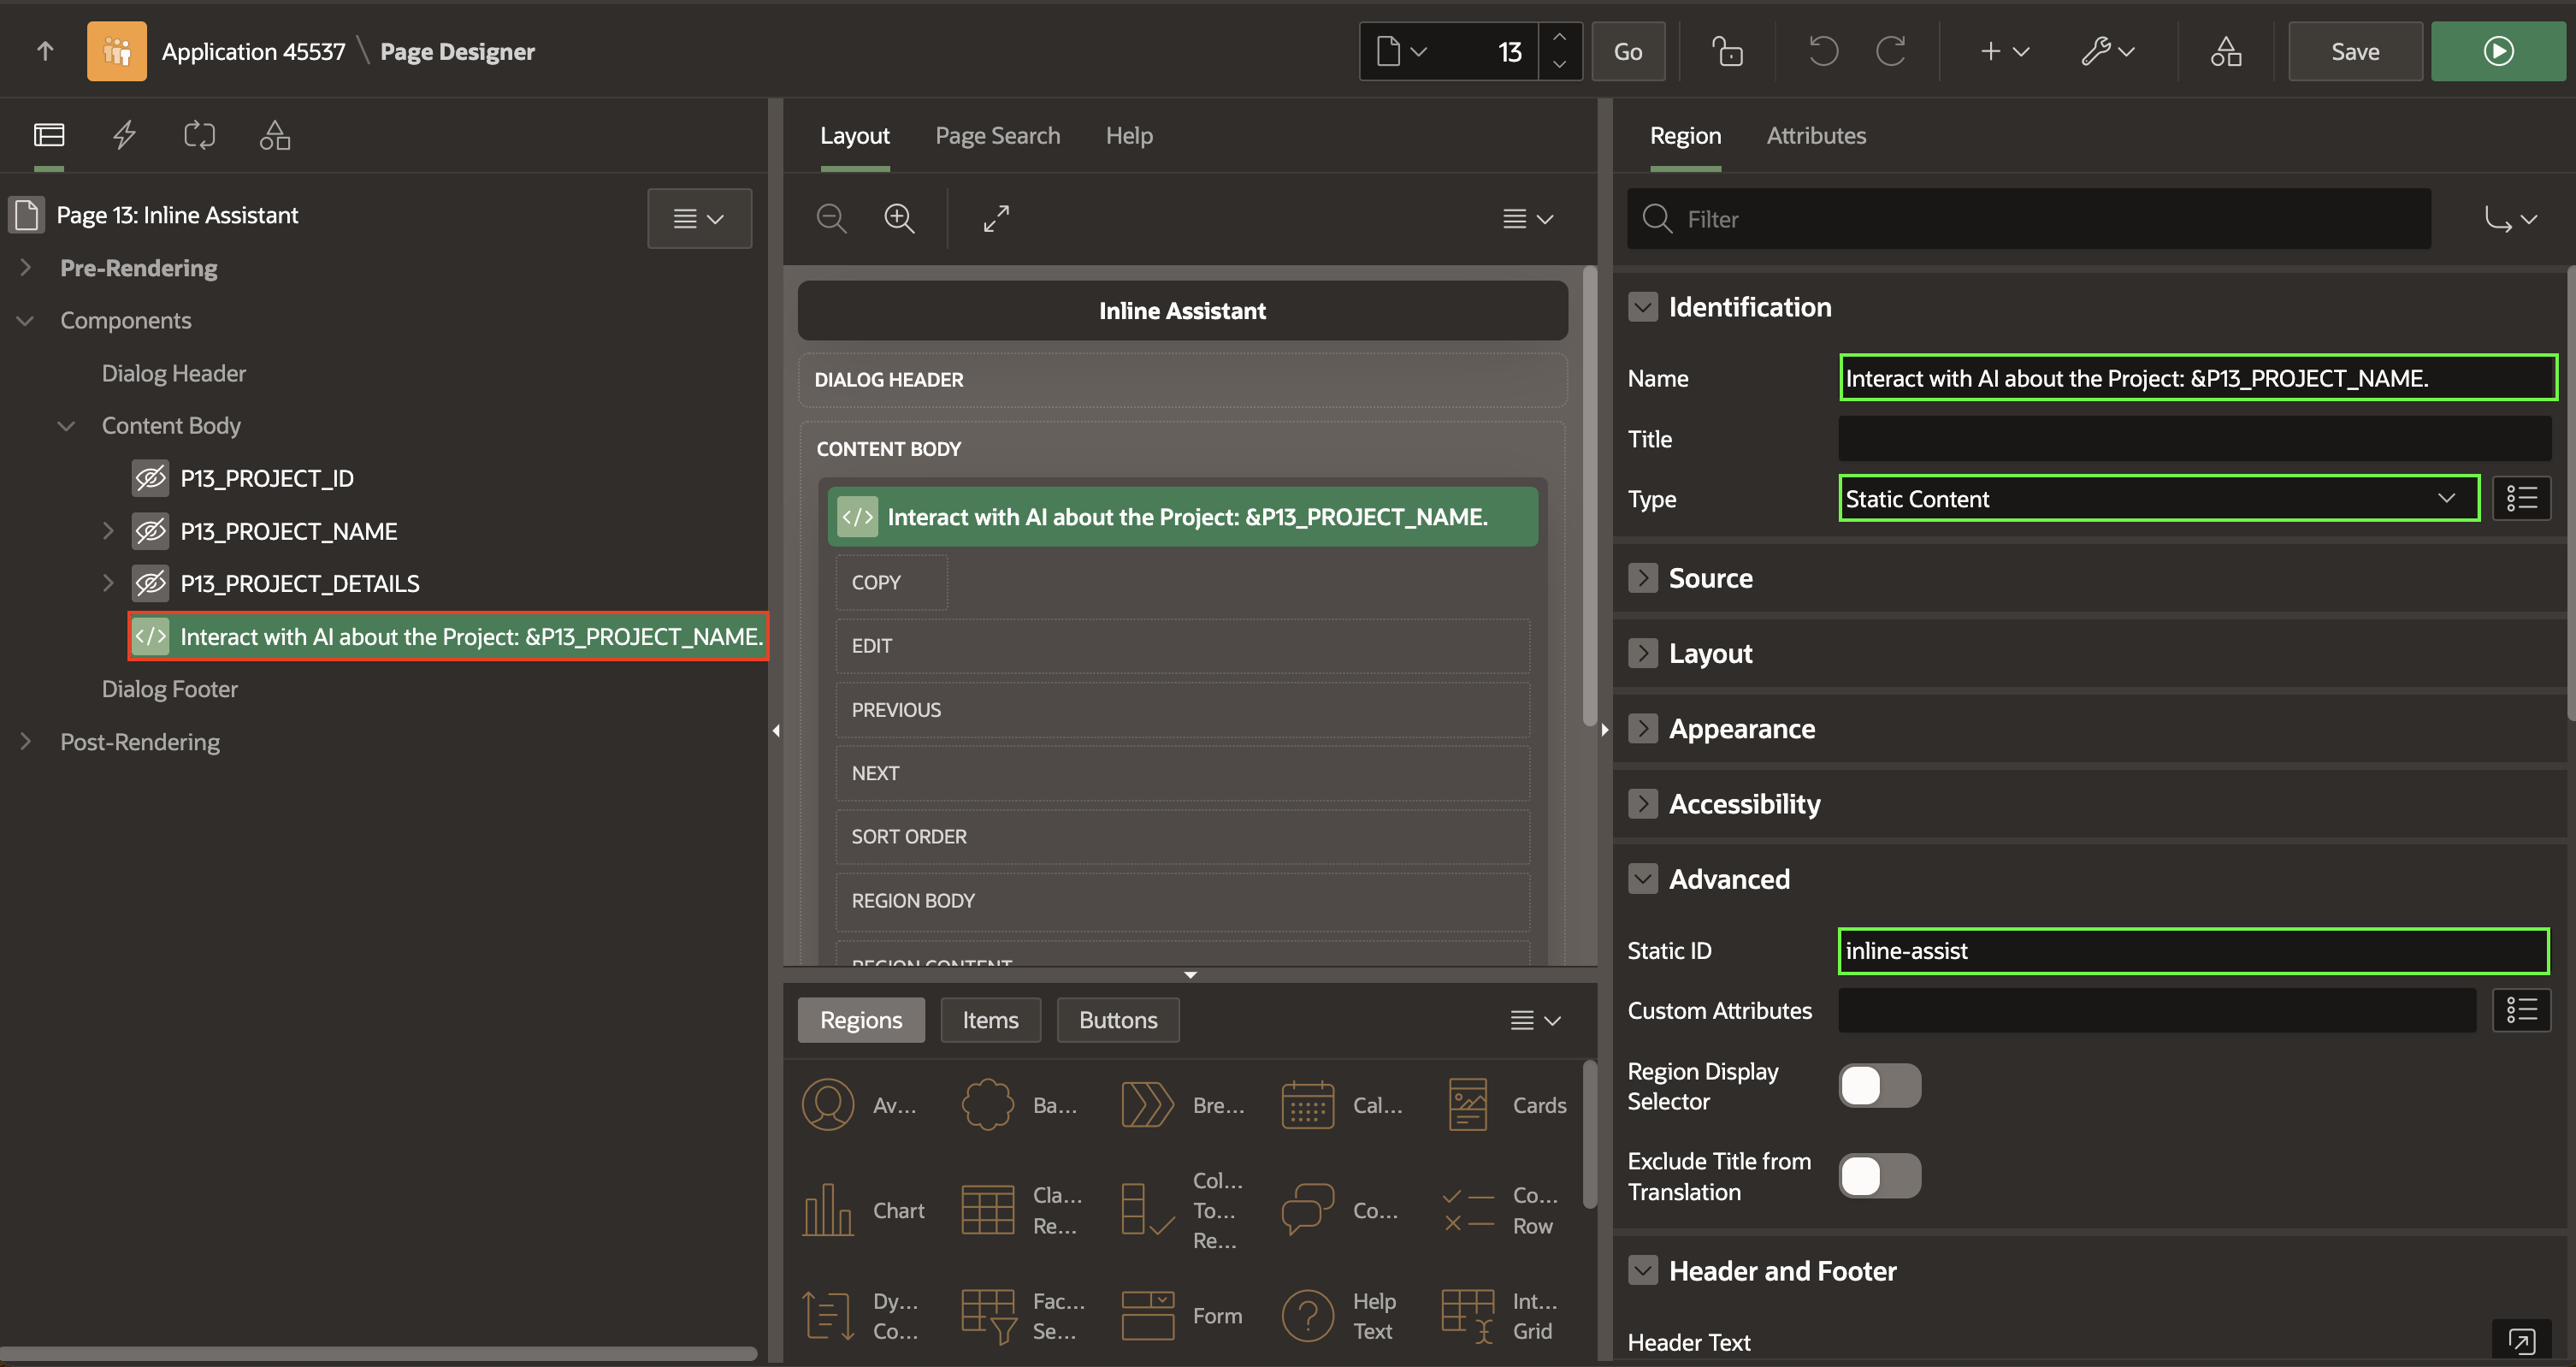 Application 45537 \ Page Designer
13
Go
Save
Page 13: Inline Assistant
Pre-Rendering
Components
Dialog Header
Content Body
P13_PROJECT_ID
P13_PROJECT_NAME
P13_PROJECT_DETAILS
Interact with AI about the Project: &P13_PROJECT_NAME.
Dialog Footer
Post-Rendering
Layout
Page Search
Help
Inline Assistant
DIALOG HEADER
CONTENT BODY
Interact with AI about the Project: &P13_PROJECT_NAME.
COPY
EDIT
PREVIOUS
NEXT
SORT ORDER
REGION BODY
REGION CONTENT
Regions
Items
Buttons
Av...
Ba...
Bre...
Cal...
Cards
Chart
Cla...
Re...
Col...
To...
Re...
Co...
Co...
Row
Dy...
Co...
Fac...
Se...
Form
Help
Text
Int...
Grid
Region
Attributes
Filter
Identification
Name
Interact with AI about the Project: &P13_PROJECT_NAME.
Title
Type
Static Content
Source
Layout
Appearance
Accessibility
Advanced
Static ID
inline-assist
Custom Attributes
Region Display
Selector
Exclude Title from
Translation
Header and Footer
Header Text